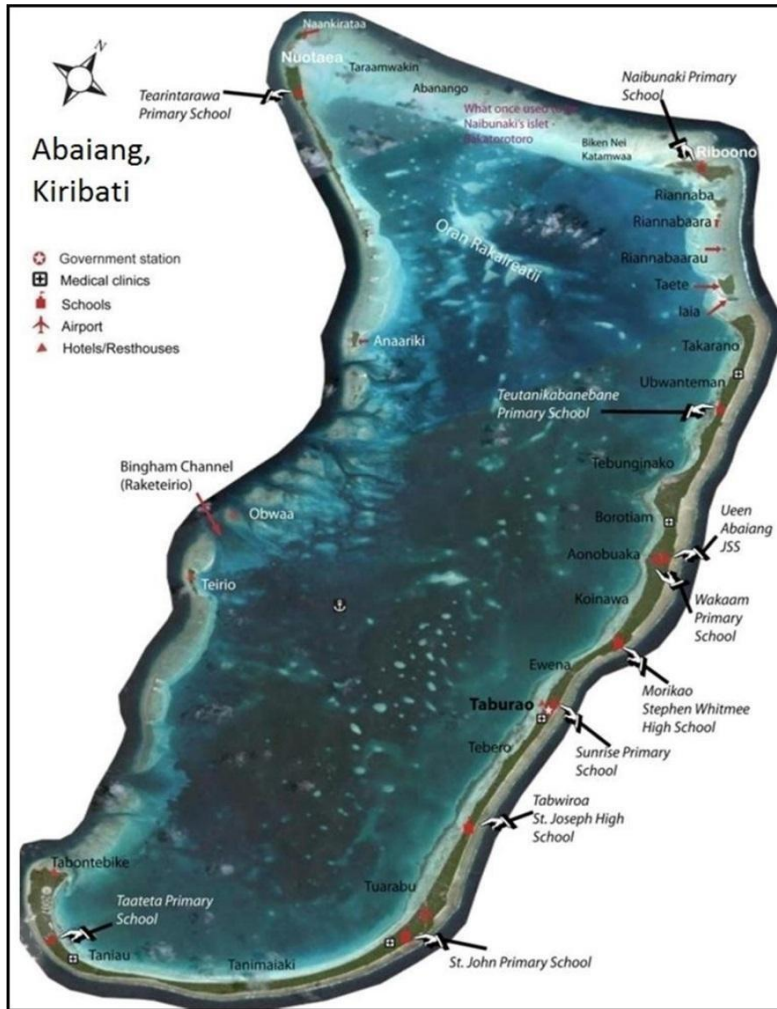 N
Naankirataa
Nuotaea
Taraamwakin
Abanango
Naibunaki Primary
School
Tearintarawa
Primary School
What once used
Naibunaki's islet -
Bakatorotoro
Biken Nei
Katamwaa
Riboono
Abaiang,
Kiribati
Riannaba
Riannabaara
Oran Rakaireatii
Riannabaarau
Government station
Medical clinics
Schools
Airport
Hotels/Resthouses
Taete
Iaia
Anaariki
Takarano
Ubwanteman
Teutanikabanebane
Primary School
Tebunginako
Bingham Channel
(Raketeirio)
Obwaa
Borotiam
Ueen
Abaiang
JSS
Aonobuaka
Teirio
Koinawa
Wakaam
Primary
School
Ewena
Morikao
Stephen Whitmee
High School
Taburao
Tebero
Sunrise Primary
School
Tabwiroa
St. Joseph High
School
Tabontebike
Taateta Primary
School
Tuarabu
Taniau
Tanimaiaki
St. John Primary School